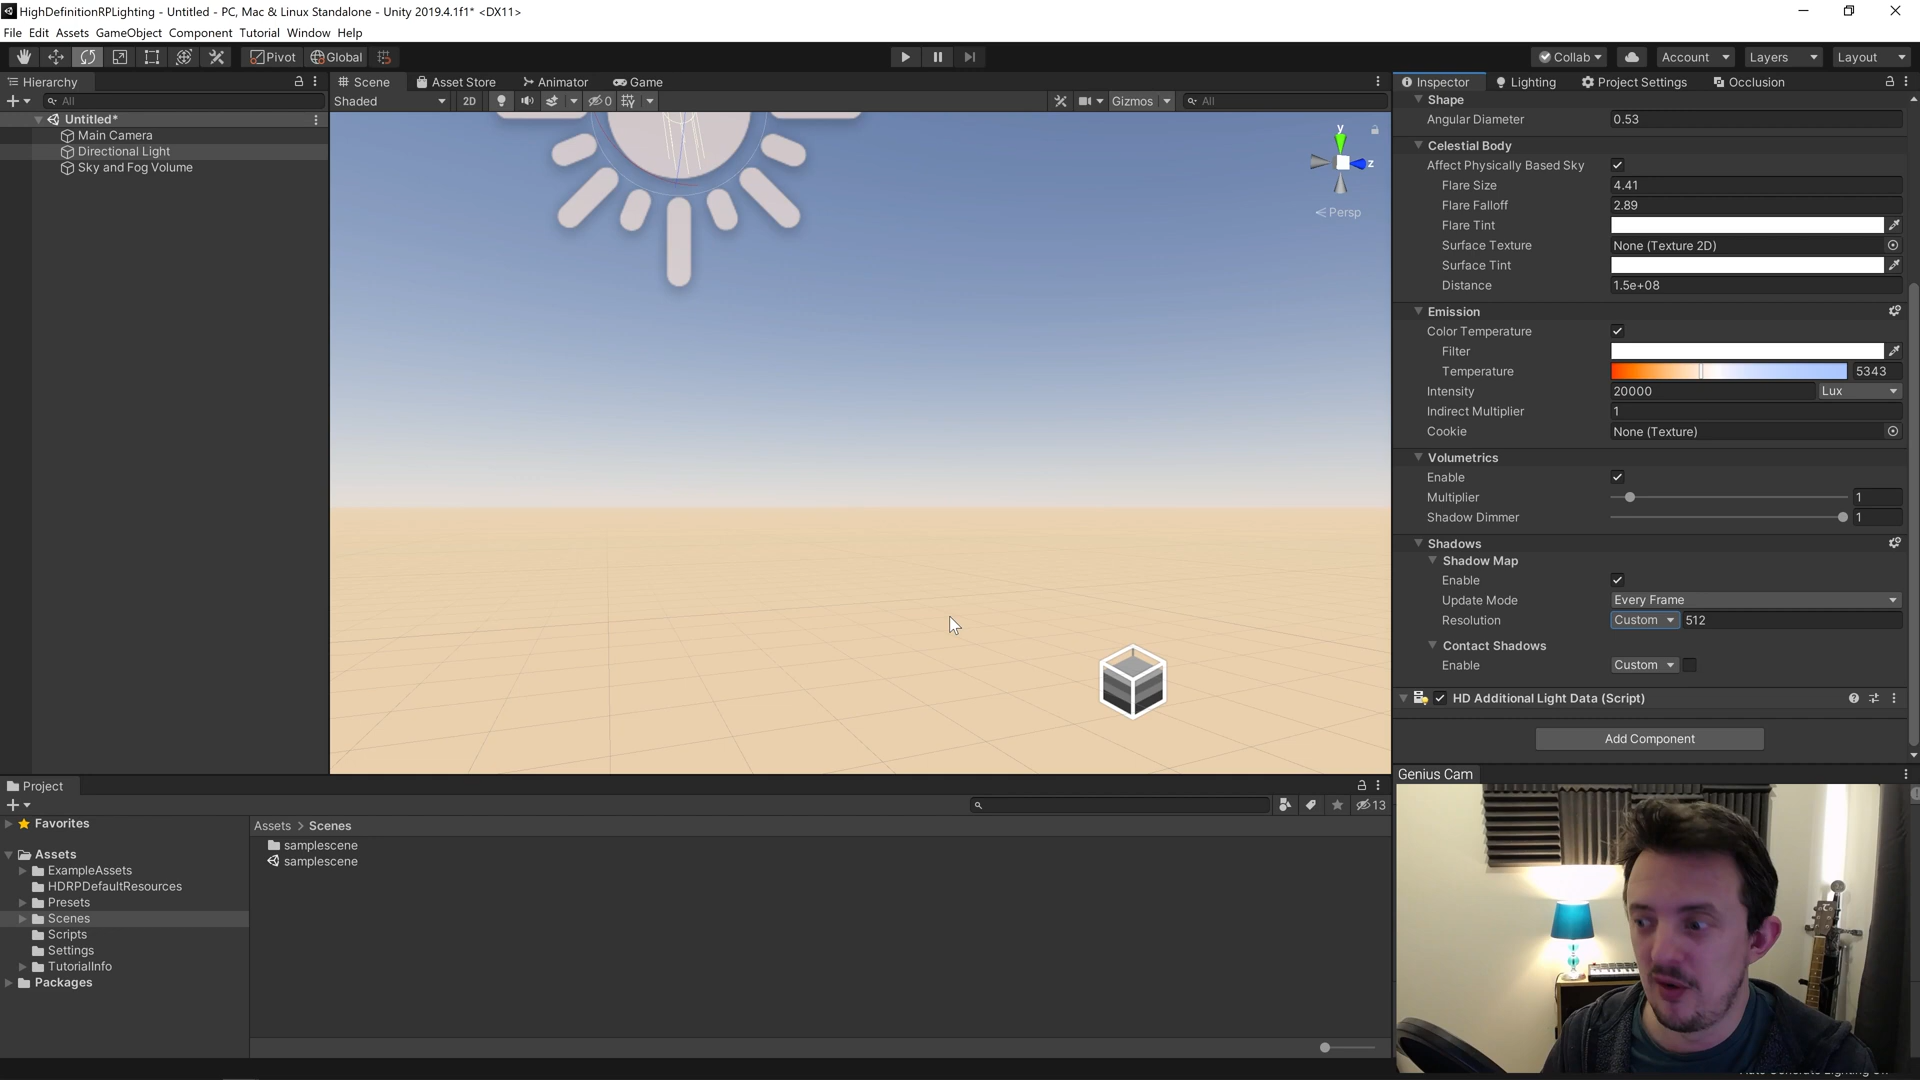 HighDefinitionRPLighting - Untitled - PC, Mac & Linux Standalone - Unity 2019.4.1f1* <DX11>
File Edit Assets GameObject Component Tutorial Window Help
Pivot Global Collab Account Layers Layout
Hierarchy
All
Untitled*
Main Camera
Directional Light
Sky and Fog Volume
Scene Asset Store Animator Game
Shaded 2D 0 Gizmos All
y
z
Persp
Inspector Lighting Project Settings Occlusion
Shape
Angular Diameter 0.53
Celestial Body
Affect Physically Based Sky
Flare Size 4.41
Flare Falloff 2.89
Flare Tint
Surface Texture None (Texture 2D)
Surface Tint
Distance 1.5e+08
Emission
Color Temperature
Filter
Temperature 5343
Intensity 20000 Lux
Indirect Multiplier 1
Cookie None (Texture)
Volumetrics
Enable
Multiplier 1
Shadow Dimmer 1
Shadows
Shadow Map
Enable
Update Mode Every Frame
Resolution Custom 512
Contact Shadows
Enable Custom
HD Additional Light Data (Script)
Add Component
Genius Cam
Project
13
Favorites
Assets
ExampleAssets
HDRPDefaultResources
Presets
Scenes
Scripts
Settings
TutorialInfo
Packages
Assets > Scenes
samplescene
samplescene